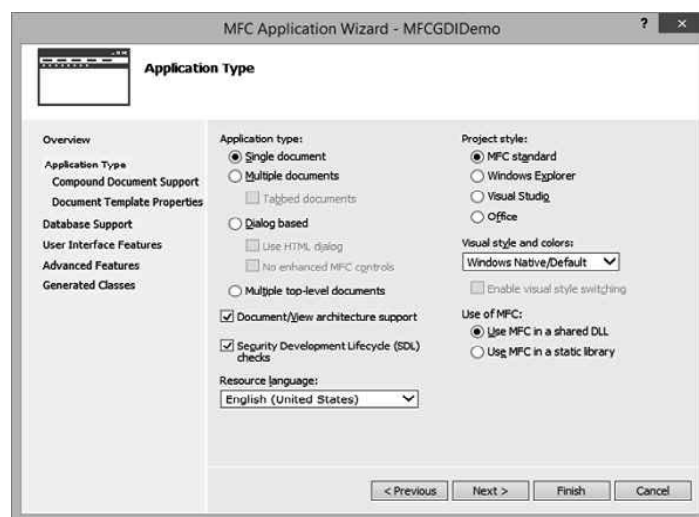 MFC Application Wizard - MFCGDIDemo
? ×
Application Type
Overview
Application Type
Compound Document Support
Document Template Properties
Database Support
User Interface Features
Advanced Features
Generated Classes
Application type:
Single document
Multiple documents
Tabbed documents
Dialog based
Use HTML dialog
No enhanced MFC controls
Multiple top-level documents
Document/View architecture support
Security Development Lifecycle (SDL)
checks
Resource language:
English (United States)
Project style:
MFC standard
Windows Explorer
Visual Studio
Office
Visual style and colors:
Windows Native/Default
Enable visual style switching
Use of MFC:
Use MFC in a shared DLL
Use MFC in a static library
< Previous
Next >
Finish
Cancel